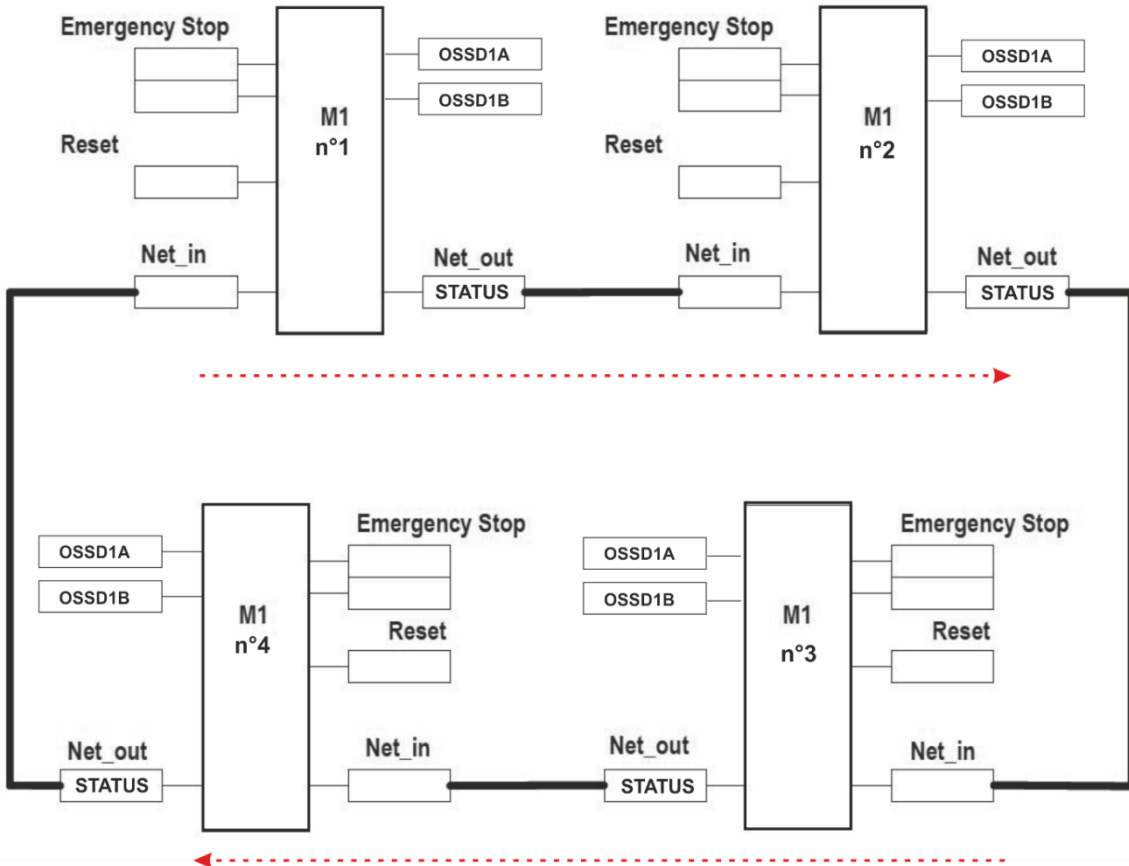 Emergency Stop
OSSD1A
OSSD1B
M1
n°1
Reset
Net_in
Net_out
STATUS
Emergency Stop
OSSD1A
OSSD1B
M1
n°2
Reset
Net_in
Net_out
STATUS
OSSD1A
OSSD1B
M1
n°4
Emergency Stop
Reset
Net_out
STATUS
Net_in
OSSD1A
OSSD1B
M1
n°3
Emergency Stop
Reset
Net_out
STATUS
Net_in